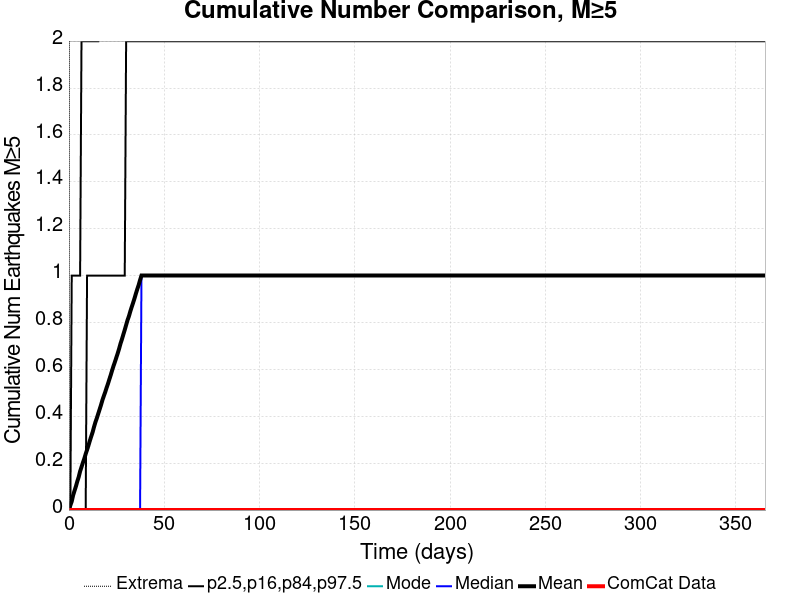 Cumulative Number Comparison, M≥5
Cumulative Num Earthquakes M≥5
2
1.8
1.6
1.4
1.2
1
0.8
0.6
0.4
0.2
0
0 50 100 150 200 250 300 350
Time (days)
Extrema p2.5,p16,p84,p97.5 Mode Median Mean ComCat Data